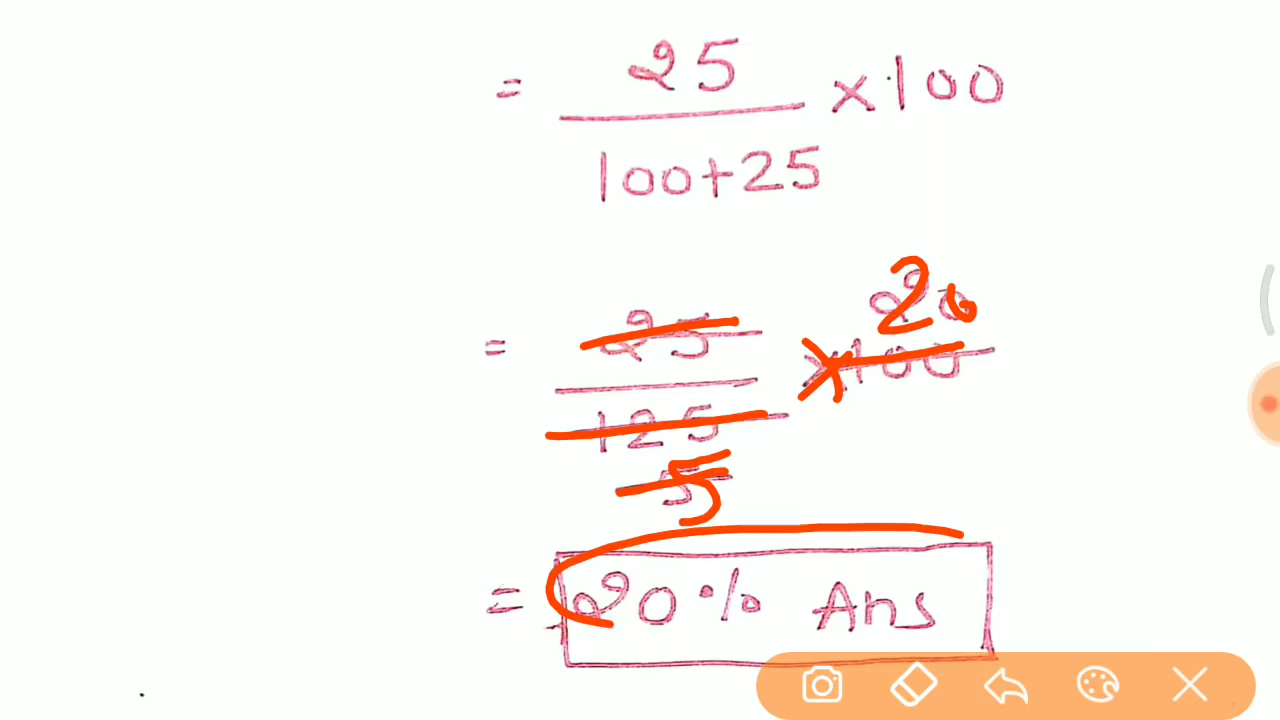 = 25/100+25 ×100
= 25/125 ×100 20
5
= 20% Ans